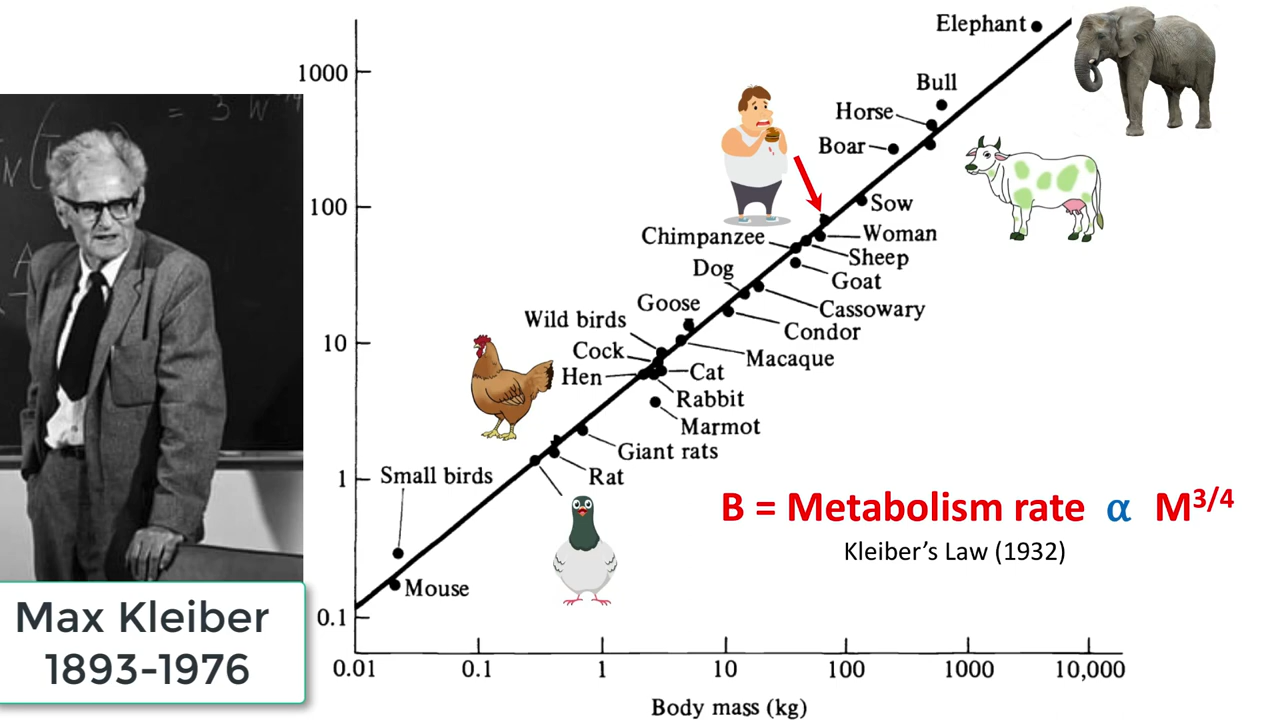 Elephant
1000
Bull
Horse
Boar
= 3 W 3/4
100
Sow
Woman
Chimpanzee
Sheep
Dog
Goat
Goose
Cassowary
Wild birds
Condor
10
Cock
Macaque
Hen
Cat
Rabbit
Marmot
Giant rats
1
Small birds
Rat
B = Metabolism rate α M3/4
Kleiber’s Law (1932)
Mouse
0.1
Max Kleiber
1893-1976
0.01 0.1 1 10 100 1000 10,000
Body mass (kg)